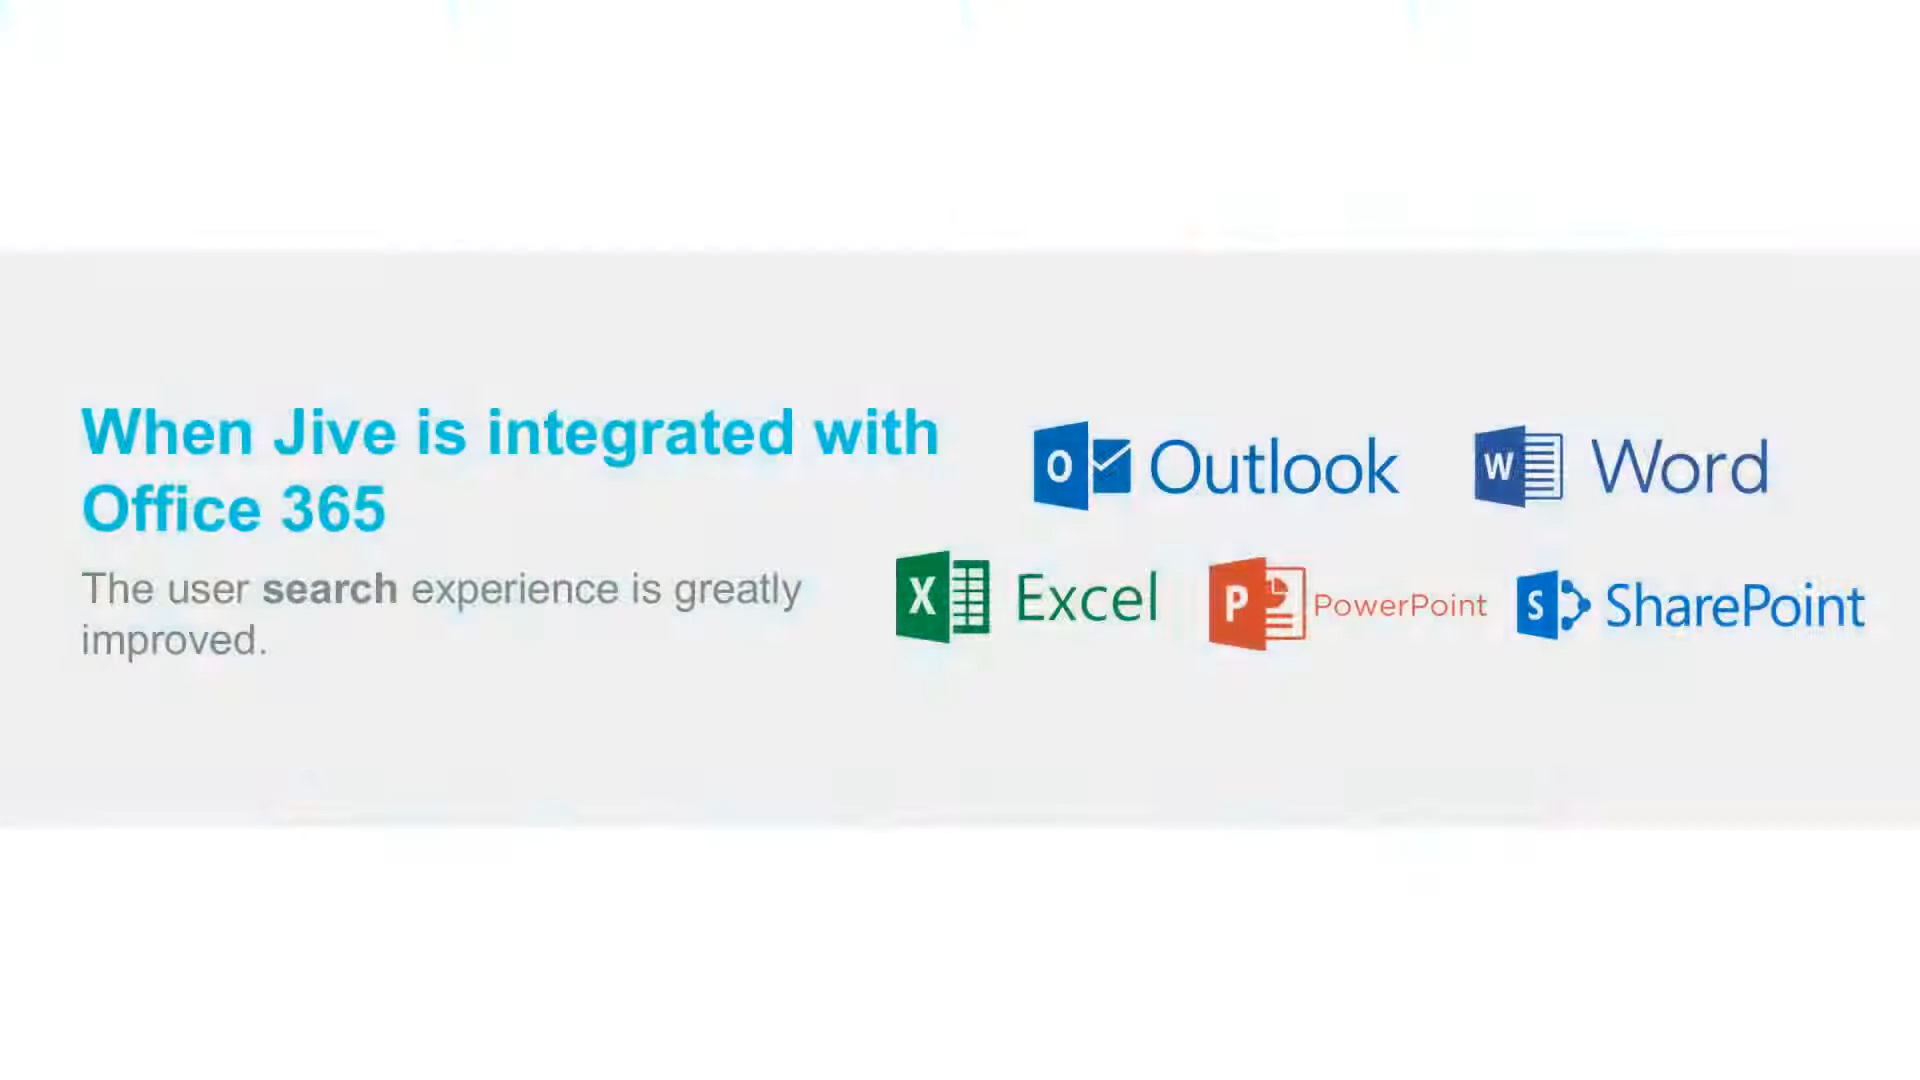 When Jive is integrated with
Office 365
The user search experience is greatly
improved.
O Outlook
W Word
X Excel
P PowerPoint
S SharePoint